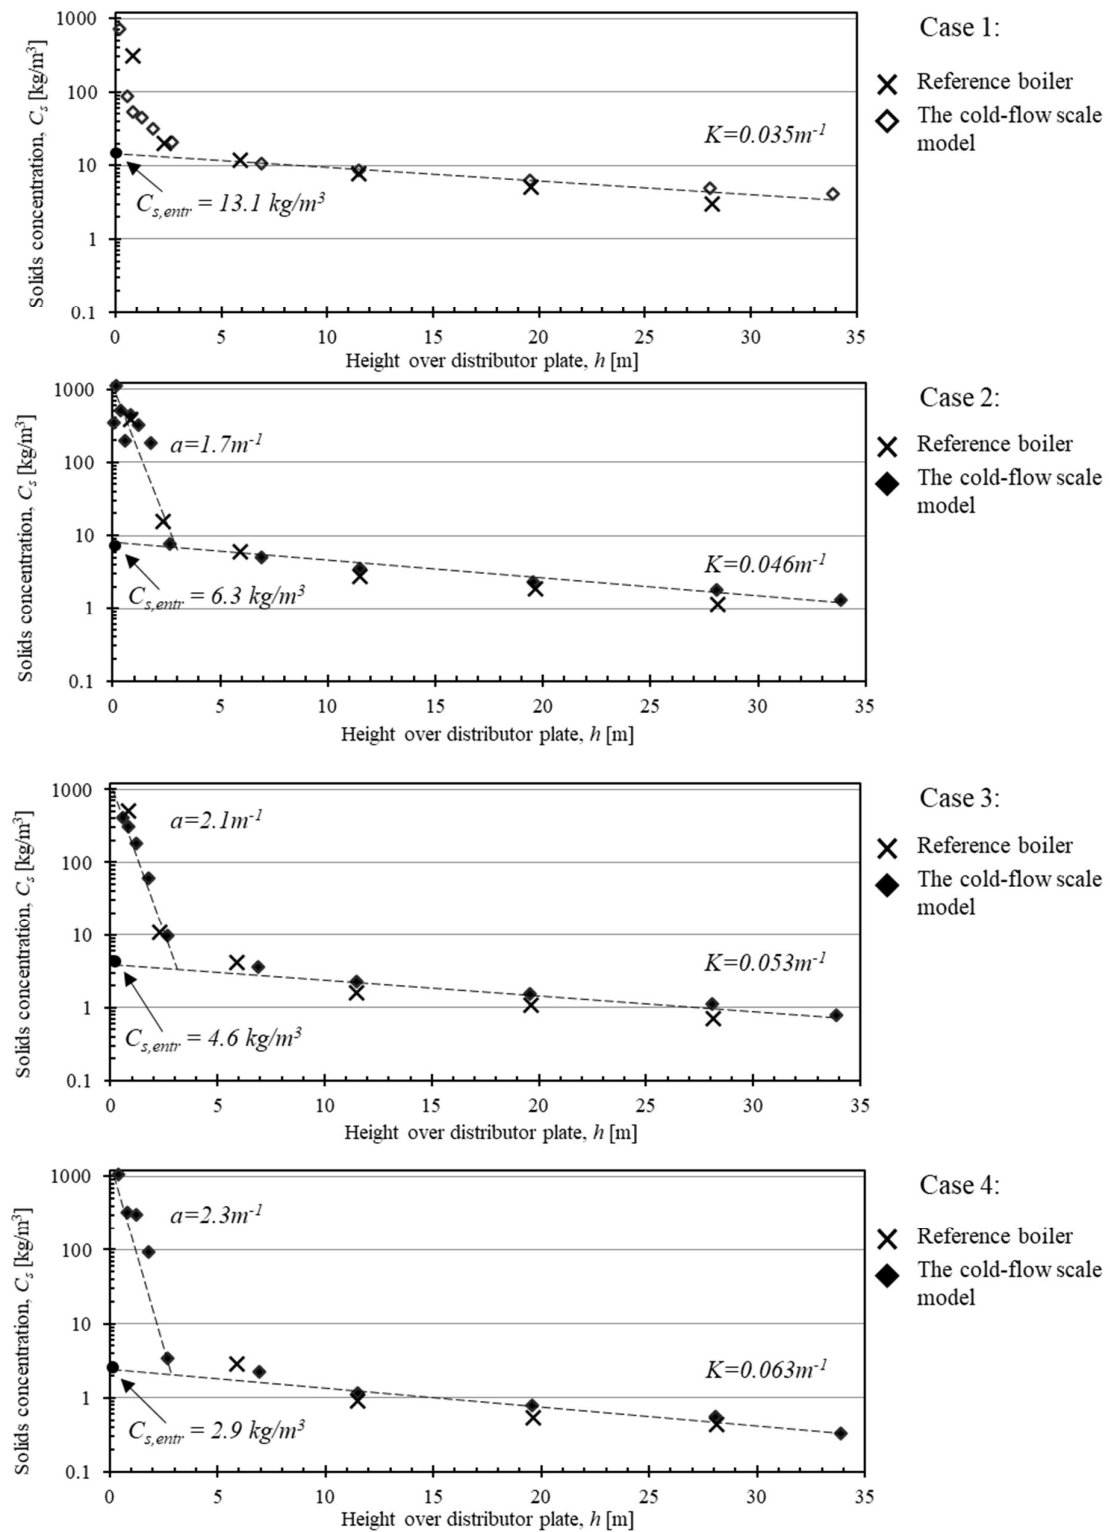 Case 1:
Reference boiler
The cold-flow scale
model
Solids concentration, Cs [kg/m³]
1000
100
10
1
0.1
K=0.035m⁻¹
Cs,entr = 13.1 kg/m³
0 5 10 15 20 25 30 35
Height over distributor plate, h [m]
Case 2:
Reference boiler
The cold-flow scale
model
Solids concentration, Cs [kg/m³]
1000
100
10
1
0.1
a=1.7m⁻¹
K=0.046m⁻¹
Cs,entr = 6.3 kg/m³
0 5 10 15 20 25 30 35
Height over distributor plate, h [m]
Case 3:
Reference boiler
The cold-flow scale
model
Solids concentration, Cs [kg/m³]
1000
100
10
1
0.1
a=2.1m⁻¹
K=0.053m⁻¹
Cs,entr = 4.6 kg/m³
0 5 10 15 20 25 30 35
Height over distributor plate, h [m]
Case 4:
Reference boiler
The cold-flow scale
model
Solids concentration, Cs [kg/m³]
1000
100
10
1
0.1
a=2.3m⁻¹
K=0.063m⁻¹
Cs,entr = 2.9 kg/m³
0 5 10 15 20 25 30 35
Height over distributor plate, h [m]